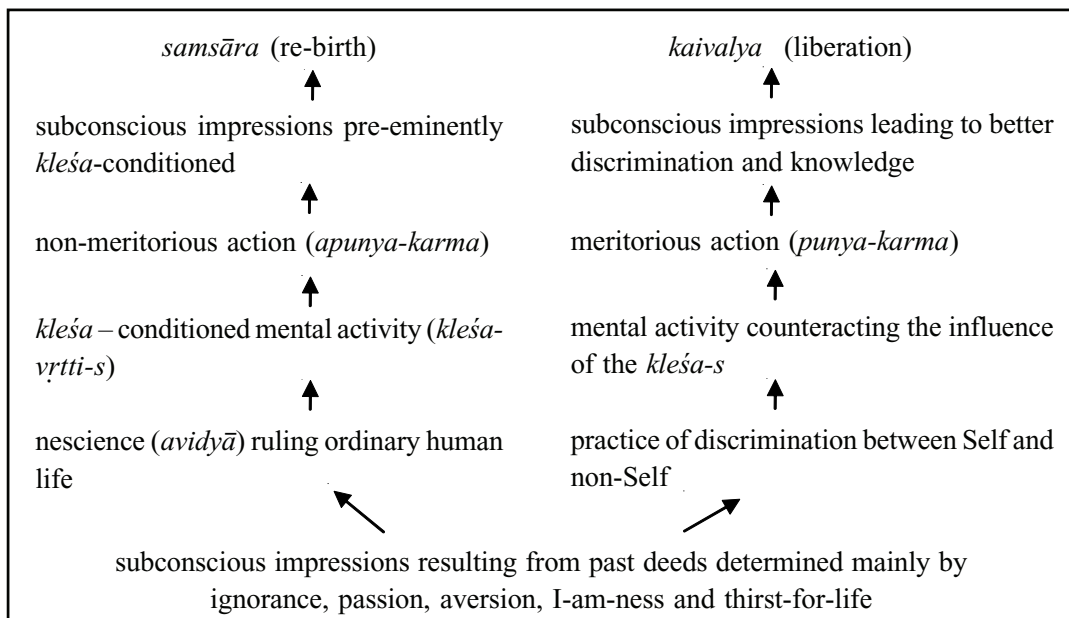 samsāra (re-birth)
kaivalya (liberation)
subconscious impressions pre-eminently
kleśa-conditioned
subconscious impressions leading to better
discrimination and knowledge
non-meritorious action (apunya-karma)
meritorious action (punya-karma)
kleśa – conditioned mental activity (kleśa-
vṛtti-s)
mental activity counteracting the influence
of the kleśa-s
nescience (avidyā) ruling ordinary human
life
practice of discrimination between Self and
non-Self
subconscious impressions resulting from past deeds determined mainly by
ignorance, passion, aversion, I-am-ness and thirst-for-life